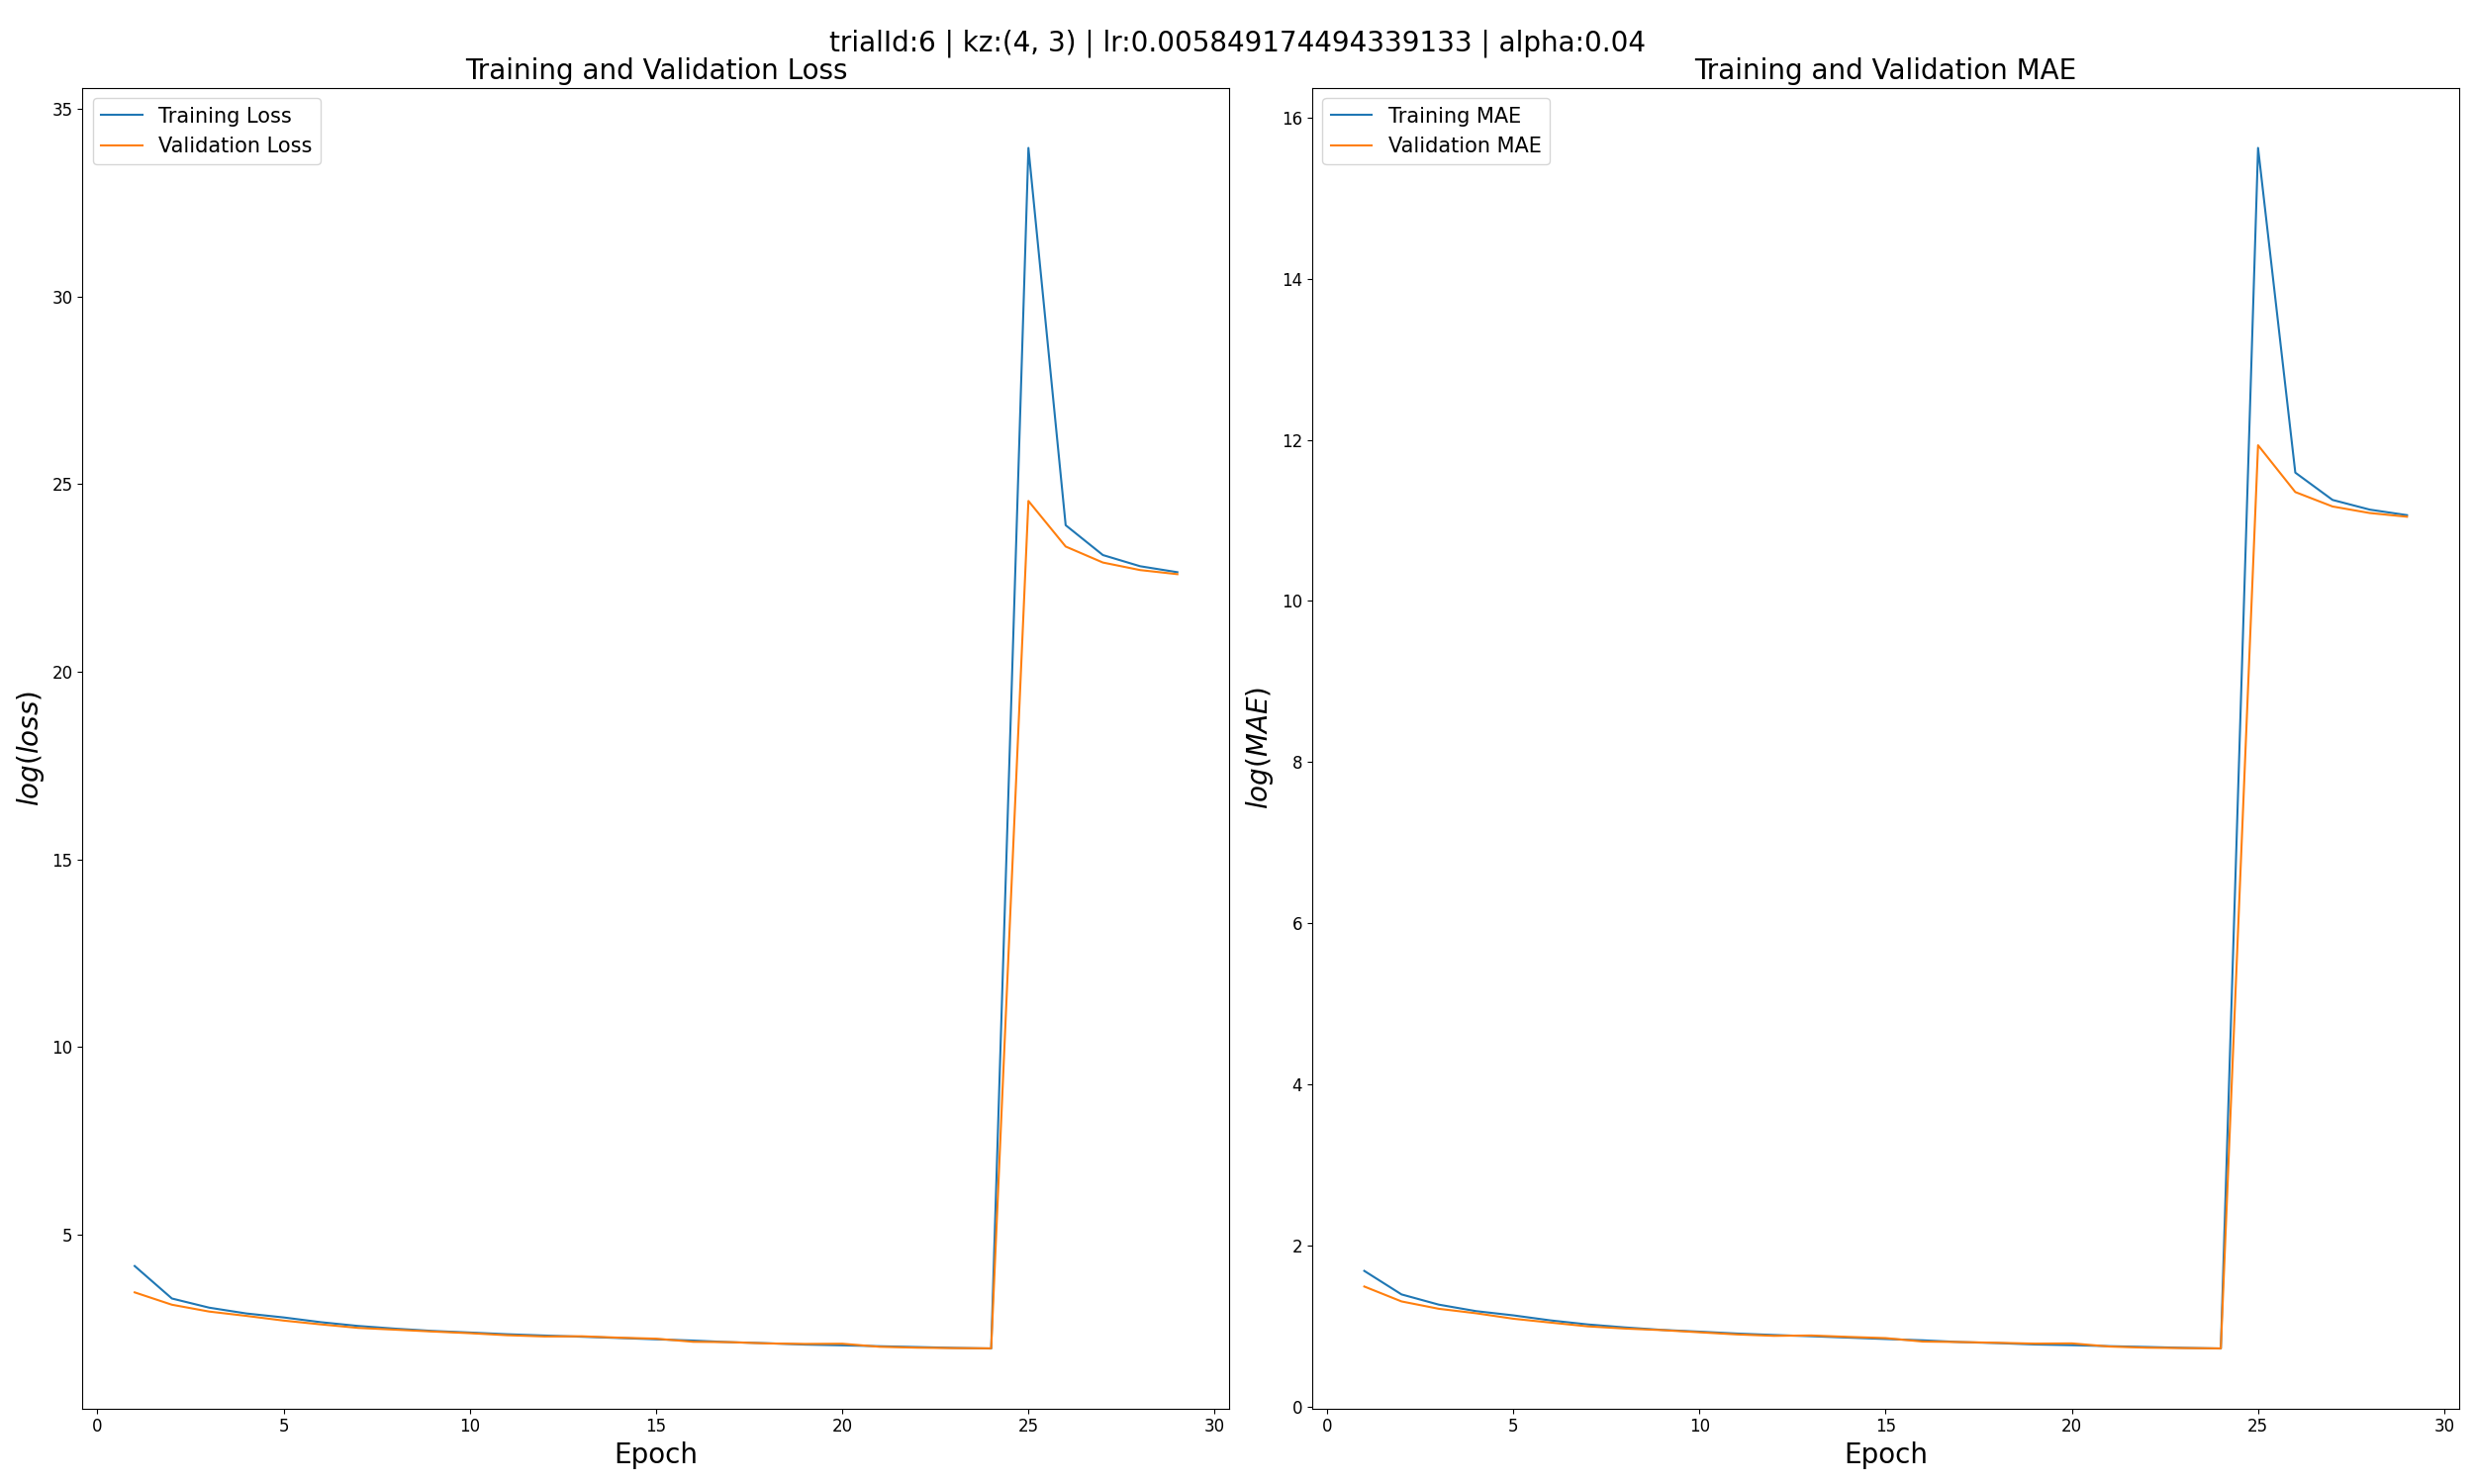 trialId:6 | kz:(4, 3) | lr:0.005849174494339133 | alpha:0.04
Training and Validation Loss
Training Loss
Validation Loss
35
30
25
20
15
10
5
log(loss)
0 5 10 15 20 25 30
Epoch
Training and Validation MAE
Training MAE
Validation MAE
16
14
12
10
8
6
4
2
0
log(MAE)
0 5 10 15 20 25 30
Epoch